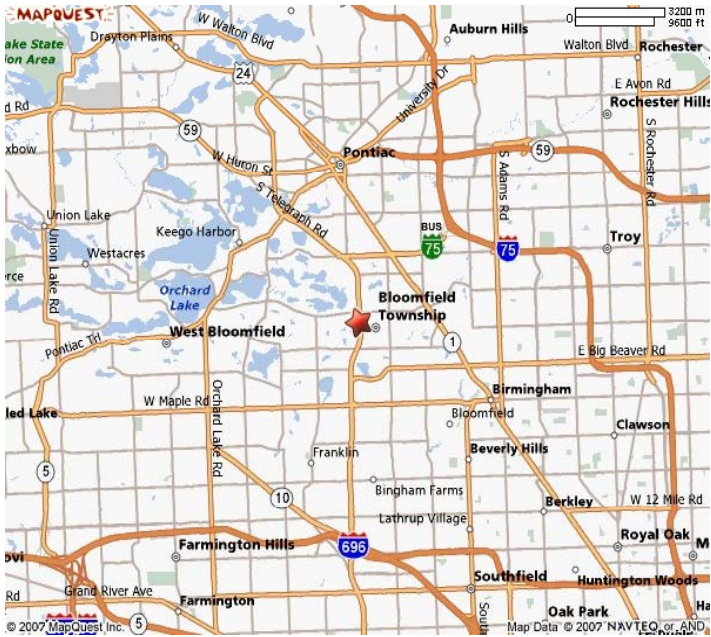 MAPQUEST
3200 m
0
9600 ft
W Walton Blvd
Auburn Hills
Drayton Plains
ake State
ion Area
Walton Blvd
Rochester
24
University Dr
E Avon Rd
Rochester Hills
d Rd
59
xbow
W Huron St
Pontiac
S Adams Rd
59
S Rochester Rd
S Telegraph Rd
Union Lake
Keego Harbor
BUS
75
75
Troy
Westacres
Union Lake Rd
erce
Orchard
Lake
Bloomfield
Township
West Bloomfield
Pontiac Trl
1
E Big Beaver Rd
Orchard Lake Rd
Birmingham
W Maple Rd
led Lake
Bloomfield
Clawson
Franklin
Beverly Hills
5
10
Bingham Farms
Berkley
W 12 Mile Rd
Lathrup Village
696
Royal Oak
ovi
Farmington Hills
Southfield
Huntington Woods
Grand River Ave
Rd
Farmington
Oak Park
5
© 2007 MapQuest Inc.
Map Data © 2007 NAVTEQ or AND